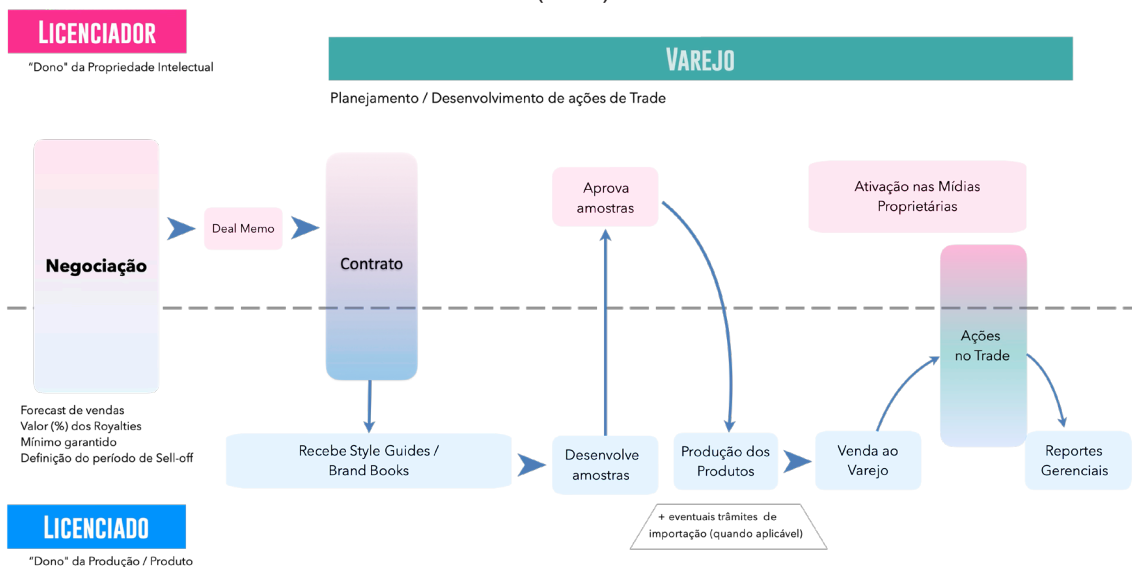 LICENCIADOR
“Dono" da Propriedade Intelectual
VAREJO
Planejamento / Desenvolvimento de ações de Trade
Negociação
Deal Memo
Contrato
Aprova
amostras
Ativação nas Mídias
Proprietárias
Ações
no Trade
Forecast de vendas
Valor (%) dos Royalties
Mínimo garantido
Definição do período de Sell-off
Recebe Style Guides /
Brand Books
Desenvolve
amostras
Produção dos
Produtos
Venda ao
Varejo
Reportes
Gerenciais
+ eventuais trâmites de
importação (quando aplicável)
LICENCIADO
“Dono" da Produção / Produto